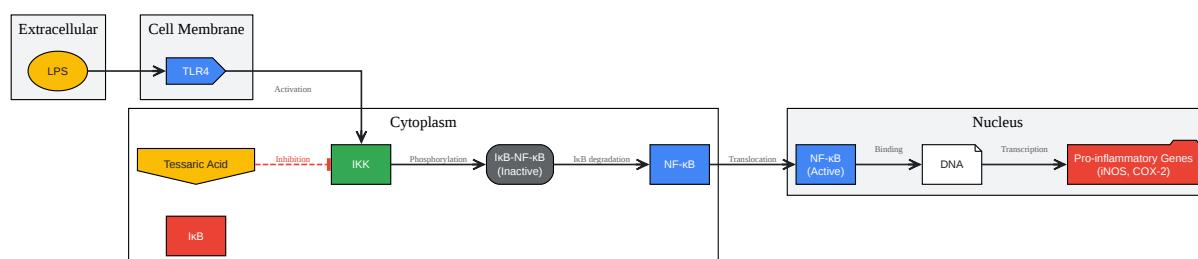 Extracellular
LPS
Cell Membrane
TLR4
Activation
Cytoplasm
Tessaric Acid
Inhibition
IKK
Phosphorylation
IκB-NF-κB
(Inactive)
IκB degradation
NF-κB
Translocation
IκB
Nucleus
NF-κB
(Active)
Binding
DNA
Transcription
Pro-inflammatory Genes
(iNOS, COX-2)